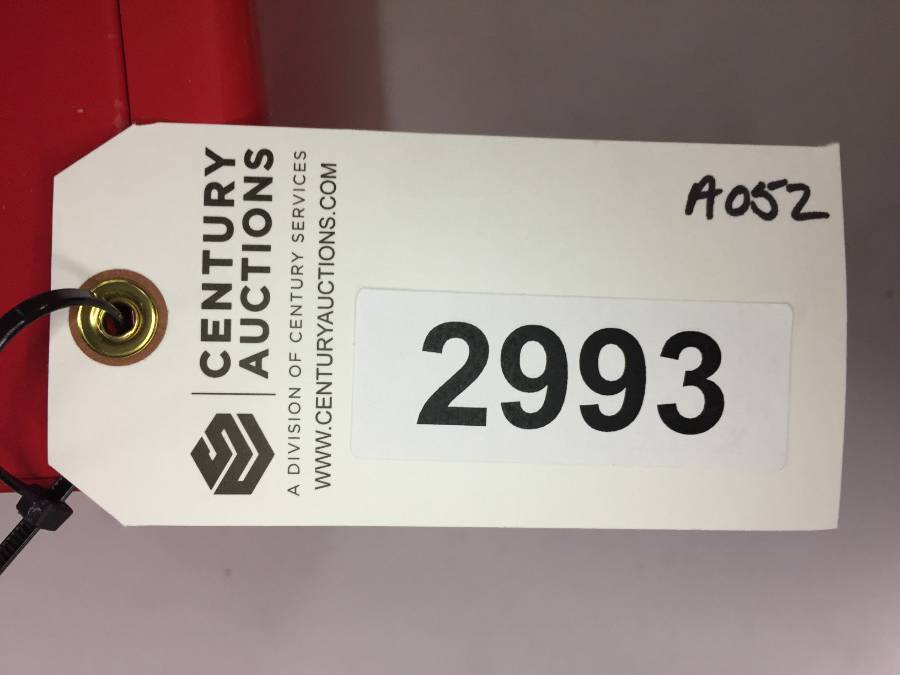 CENTURY
AUCTIONS
A DIVISION OF CENTURY SERVICES
WWW.CENTURYAUCTIONS.COM
A052
2993